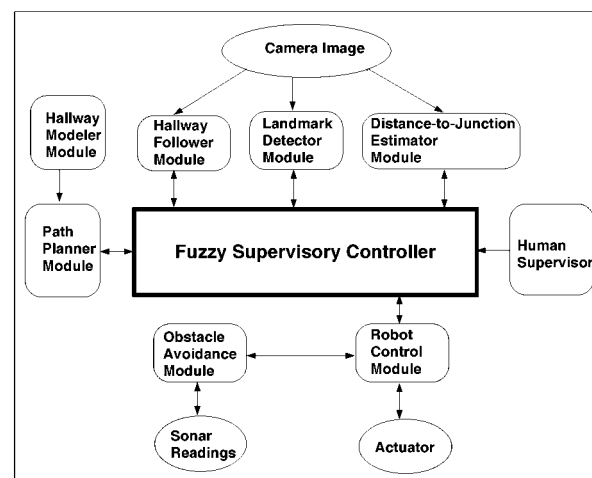 Camera Image
Hallway
Modeler
Module
Hallway
Follower
Module
Landmark
Detector
Module
Distance-to-Junction
Estimator
Module
Path
Planner
Module
Fuzzy Supervisory Controller
Human
Supervisor
Obstacle
Avoidance
Module
Robot
Control
Module
Sonar
Readings
Actuator